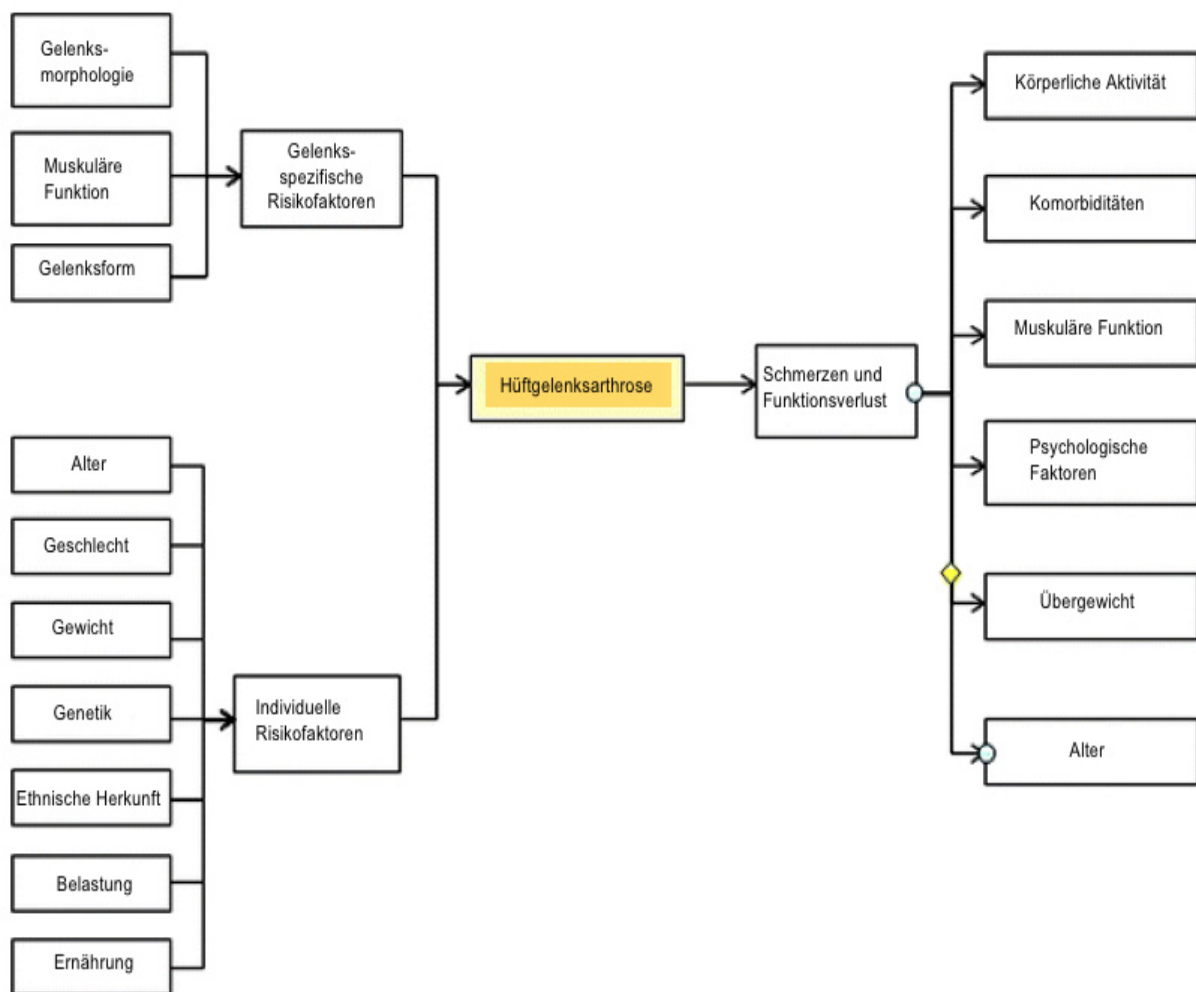 Gelenks-
morphologie
Muskuläre
Funktion
Gelenksform
Gelenks-
spezifische
Risikofaktoren
Alter
Geschlecht
Gewicht
Genetik
Ethnische Herkunft
Belastung
Ernährung
Individuelle
Risikofaktoren
Hüftgelenksarthrose
Schmerzen und
Funktionsverlust
Körperliche Aktivität
Komorbiditäten
Muskuläre Funktion
Psychologische
Faktoren
Übergewicht
Alter